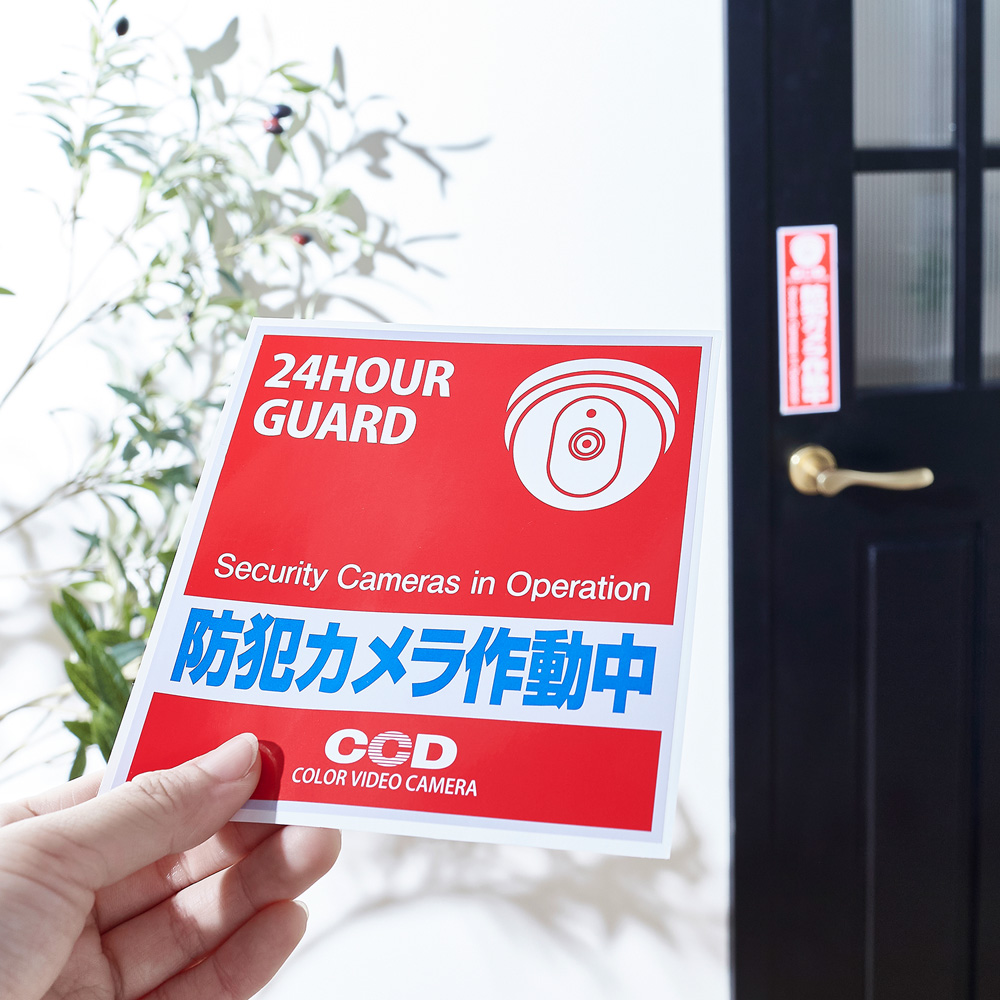 24HOUR
GUARD
Security Cameras in Operation
防犯カメラ作動中
CCD
COLOR VIDEO CAMERA